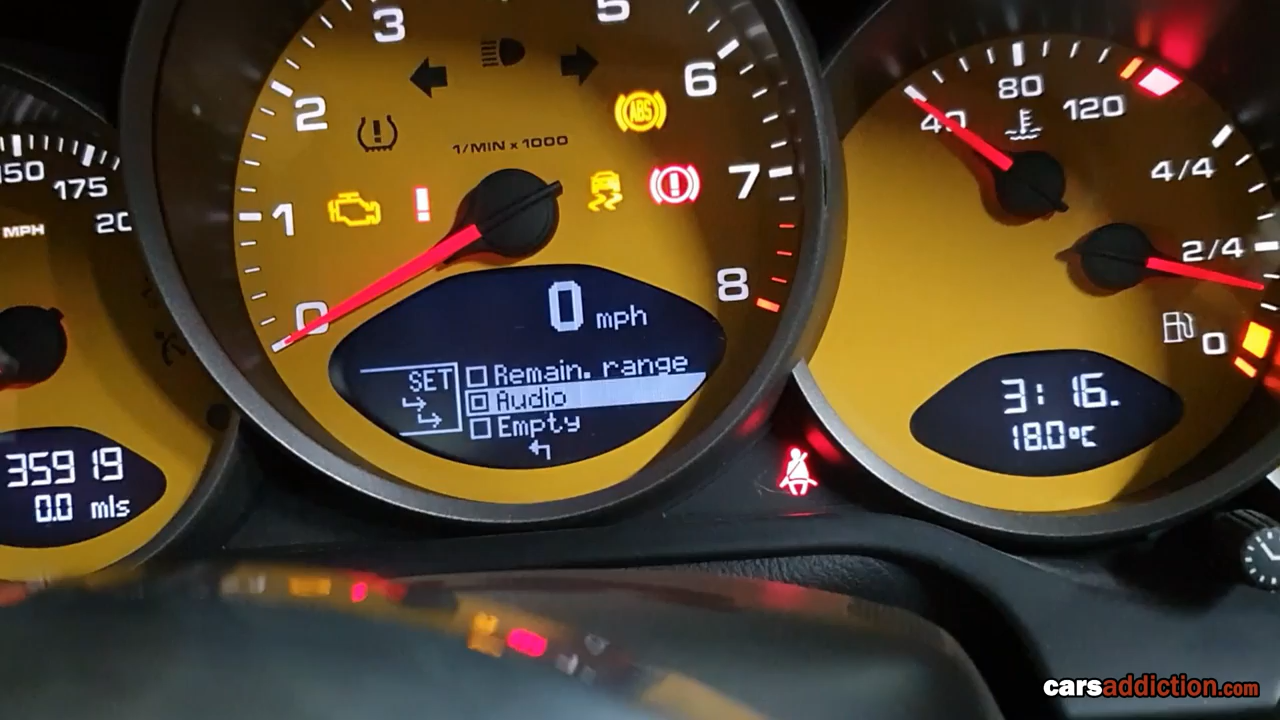 3
5
2
6
ABS
40
80
120
1/MIN x 1000
150
4/4
175
7
1
20
MPH
2/4
0
8
0
0 mph
SET
Remain. range
Audio
Empty
3:16.
18.0°C
35919
0.0 mls
carsaddiction.com